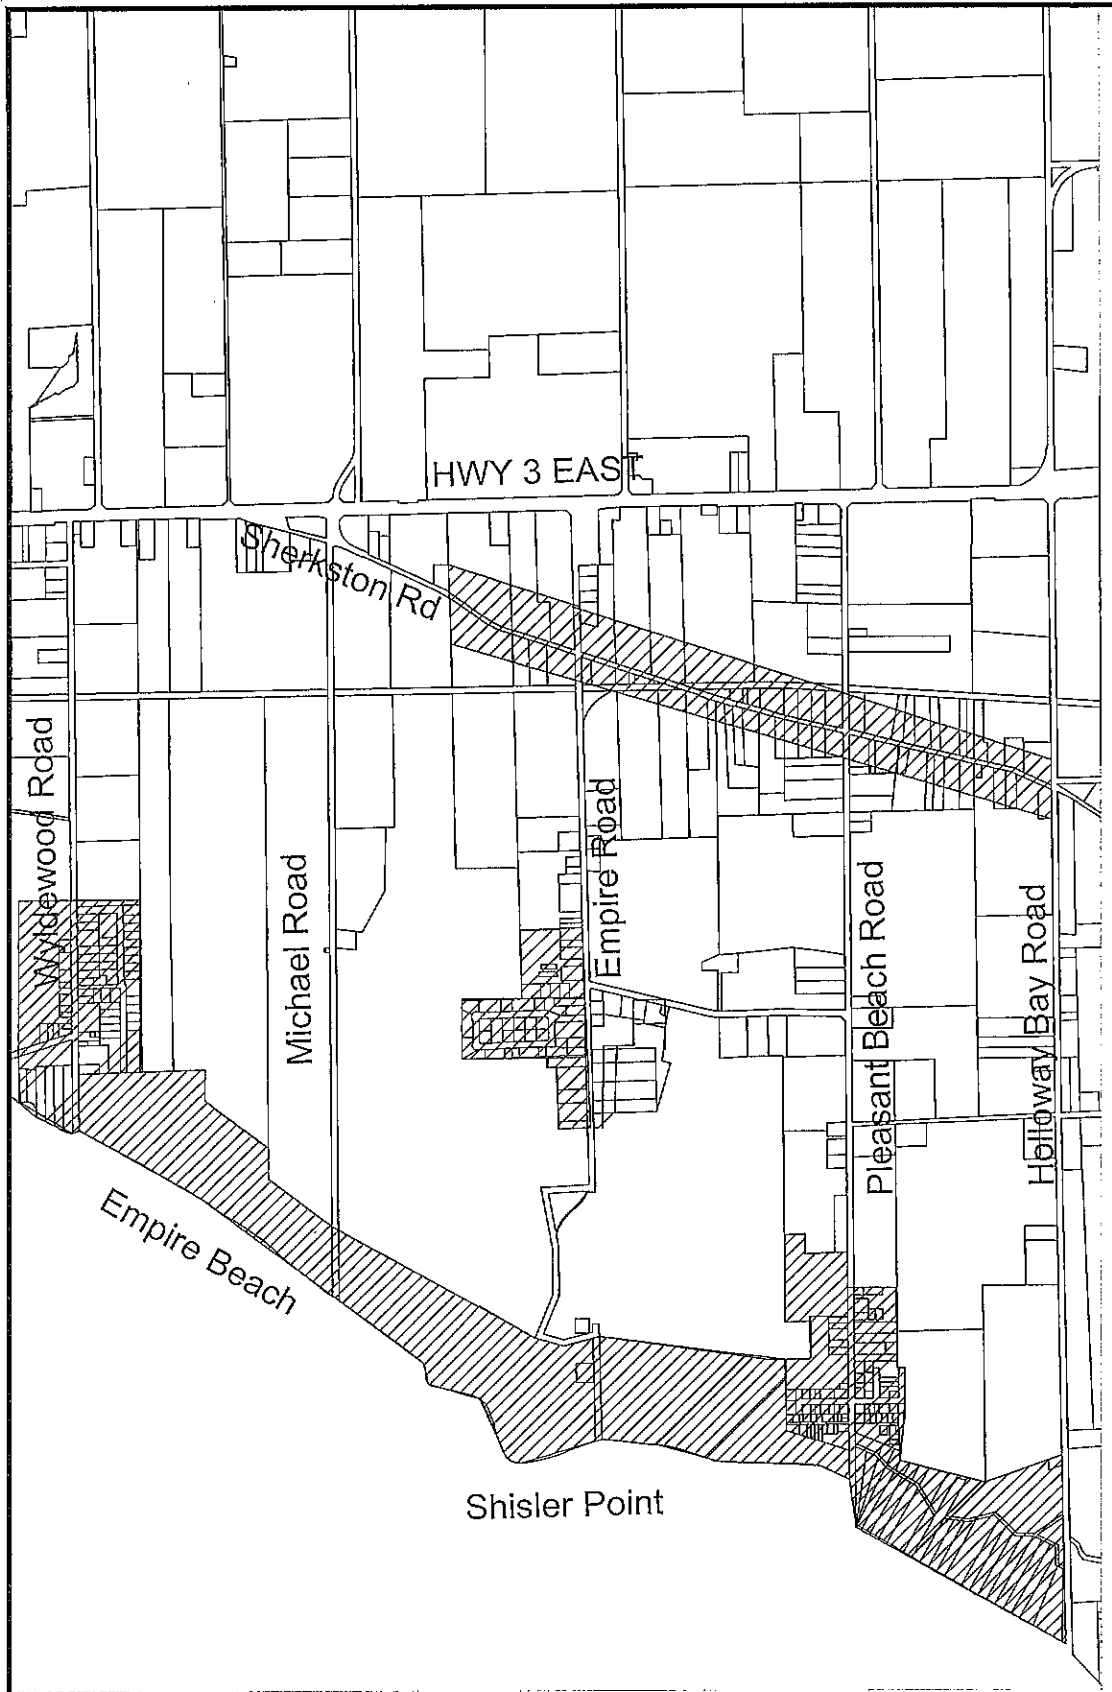 HWY 3 EAST
Sherkston Rd
Wyldewood Road
Michael Road
Empire Road
Pleasant Beach Road
Holloway Bay Road
Empire Beach
Shisler Point